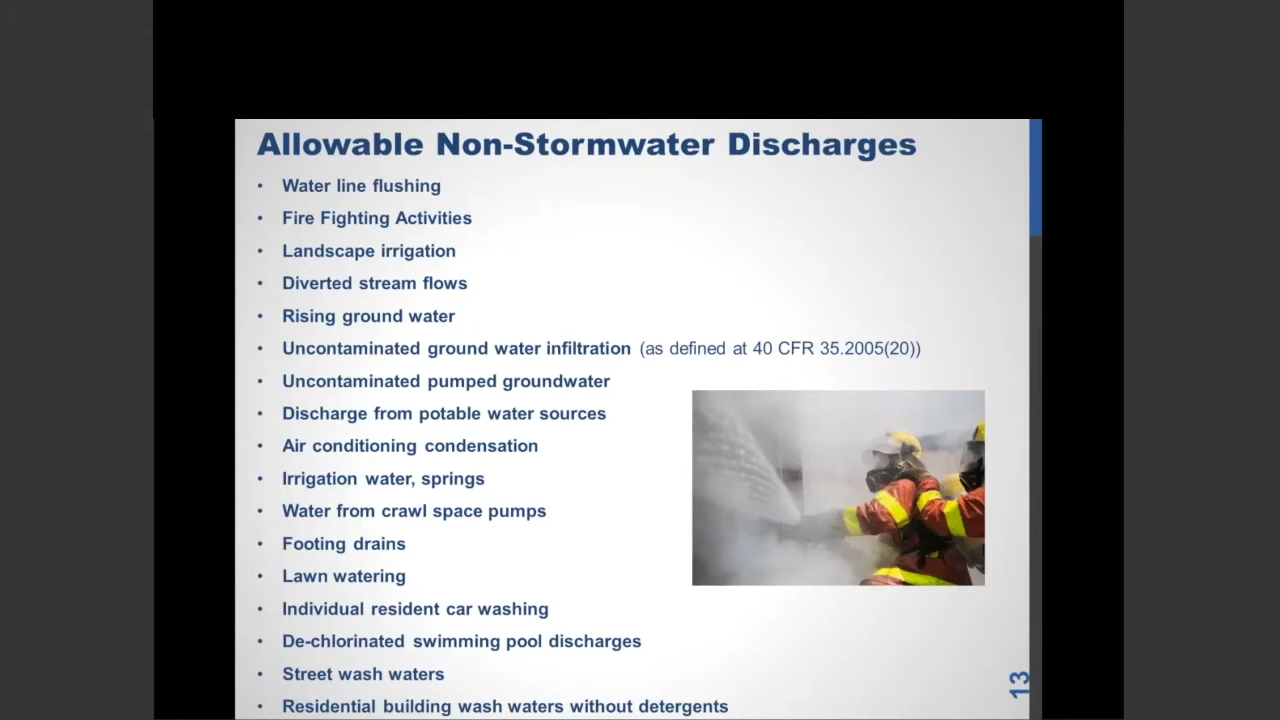 Allowable Non-Stormwater Discharges
• Water line flushing
• Fire Fighting Activities
• Landscape irrigation
• Diverted stream flows
• Rising ground water
• Uncontaminated ground water infiltration (as defined at 40 CFR 35.2005(20))
• Uncontaminated pumped groundwater
• Discharge from potable water sources
• Air conditioning condensation
• Irrigation water, springs
• Water from crawl space pumps
• Footing drains
• Lawn watering
• Individual resident car washing
• De-chlorinated swimming pool discharges
• Street wash waters
• Residential building wash waters without detergents
13